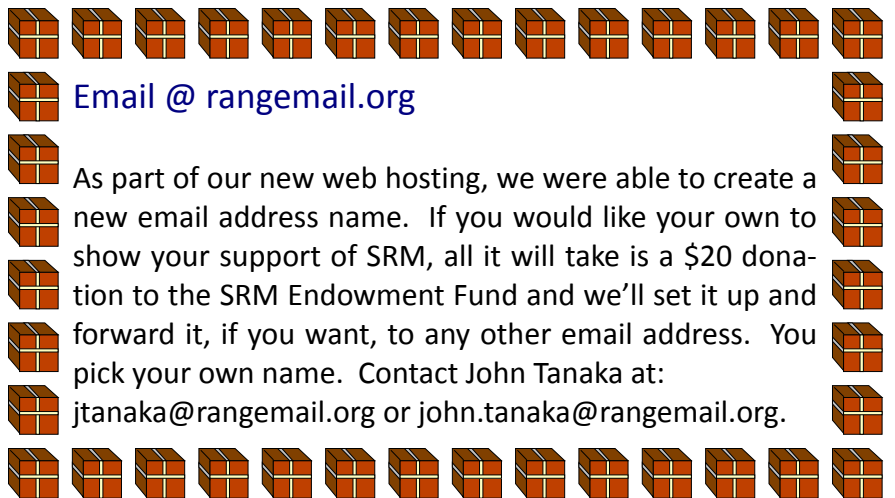 Email @ rangemail.org
As part of our new web hosting, we were able to create a
new email address name.  If you would like your own to
show your support of SRM, all it will take is a $20 dona-
tion to the SRM Endowment Fund and we’ll set it up and
forward it, if you want, to any other email address.  You
pick your own name.  Contact John Tanaka at:
jtanaka@rangemail.org or john.tanaka@rangemail.org.